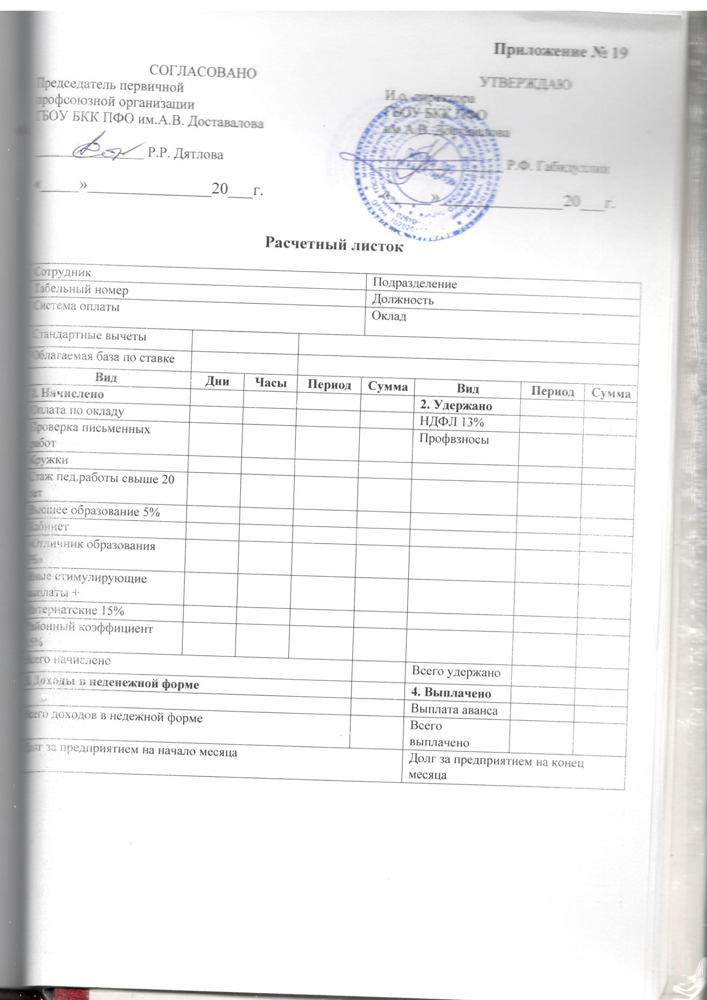 Приложение № 19
СОГЛАСОВАНО
Председатель первичной
профсоюзной организации
ГБОУ БКК ПФО им.А.В. Доставалова
Р.Р. Дятлова
«_____»________________20___г.
УТВЕРЖДАЮ
И.о. директора
ГБОУ БКК ПФО
им.А.В. Доставалова
Р.Ф. Габидуллин
«_____»________________20___г.
Расчетный листок
Сотрудник Подразделение
Табельный номер Должность
Система оплаты Оклад
Стандартные вычеты
Облагаемая база по ставке
Вид Дни Часы Период Сумма Вид Период Сумма
1. Начислено 2. Удержано
Оплата по окладу НДФЛ 13%
Проверка письменных Профвзносы
работ
Кружки
Стаж пед.работы свыше 20
лет
Высшее образование 5%
Кабинет
«Отличник образования
РБ»
Иные стимулирующие
выплаты +
Интернатские 15%
Районный коэффициент
15%
Всего начислено Всего удержано
3. Доходы в неденежной форме 4. Выплачено
Выплата аванса
Всего доходов в недежной форме Всего
выплачено
Долг за предприятием на начало месяца Долг за предприятием на конец
месяца